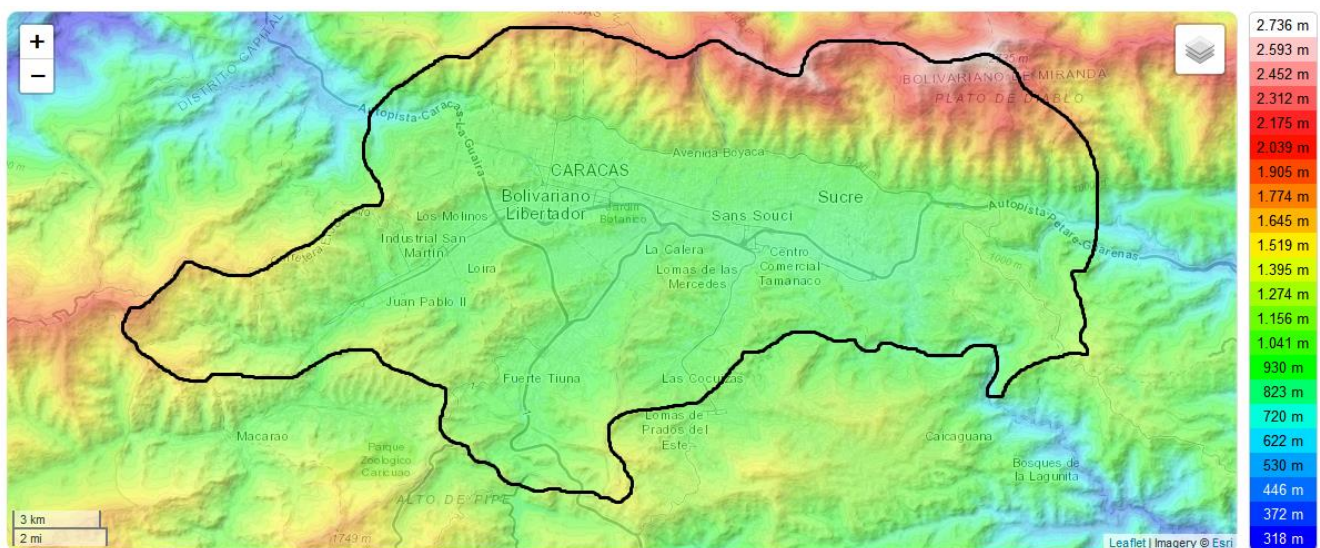 +
−
DISTRITO CAPITAL
BOLIVARIANO DE MIRANDA
PLATO DE DIABLO
Autopista-Caracas-La-Guaira
Avenida Boyaca
CARACAS
Bolivariano
Libertador
Jardin
Botanico
Sans Souci
Sucre
Autopista-Petare-Guarenas
Los Molinos
Industrial San
Martin
La Calera
Centro
Comercial
Tamanaco
1000 m
Loira
Lomas de las
Mercedes
Juan Pablo II
Fuerte Tiuna
Las Cocuizas
Lomas de
Prados del
Este
Macarao
Parque
Zoologico
Caricuao
Caicaguana
Bosques de
la Lagunita
ALTO DE PIPE
1749 m
3 km
2 mi
Leaflet | Imagery © Esri
2.736 m
2.593 m
2.452 m
2.312 m
2.175 m
2.039 m
1.905 m
1.774 m
1.645 m
1.519 m
1.395 m
1.274 m
1.156 m
1.041 m
930 m
823 m
720 m
622 m
530 m
446 m
372 m
318 m